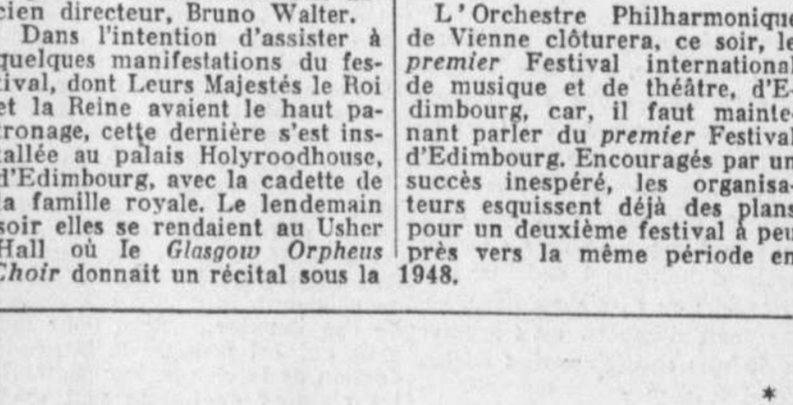 cien directeur, Bruno Walter.
Dans l'intention d'assister à
quelques manifestations du fes-
tival, dont Leurs Majestés le Roi
et la Reine avaient le haut pa-
tronage, cette dernière s'est ins-
tallée au palais Holyroodhouse,
d'Edimbourg, avec la cadette de
la famille royale. Le lendemain
soir elles se rendaient au Usher
Hall où le Glasgow Orpheus
Choir donnait un récital sous la
L'Orchestre Philharmonique
de Vienne clôturera, ce soir, le
premier Festival international
de musique et de théâtre, d'E-
dimbourg, car, il faut mainte-
nant parler du premier Festival
d'Edimbourg. Encouragés par un
succès inespéré, les organisa-
teurs esquissent déjà des plans
pour un deuxième festival à peu
près vers la même période en
1948.
*